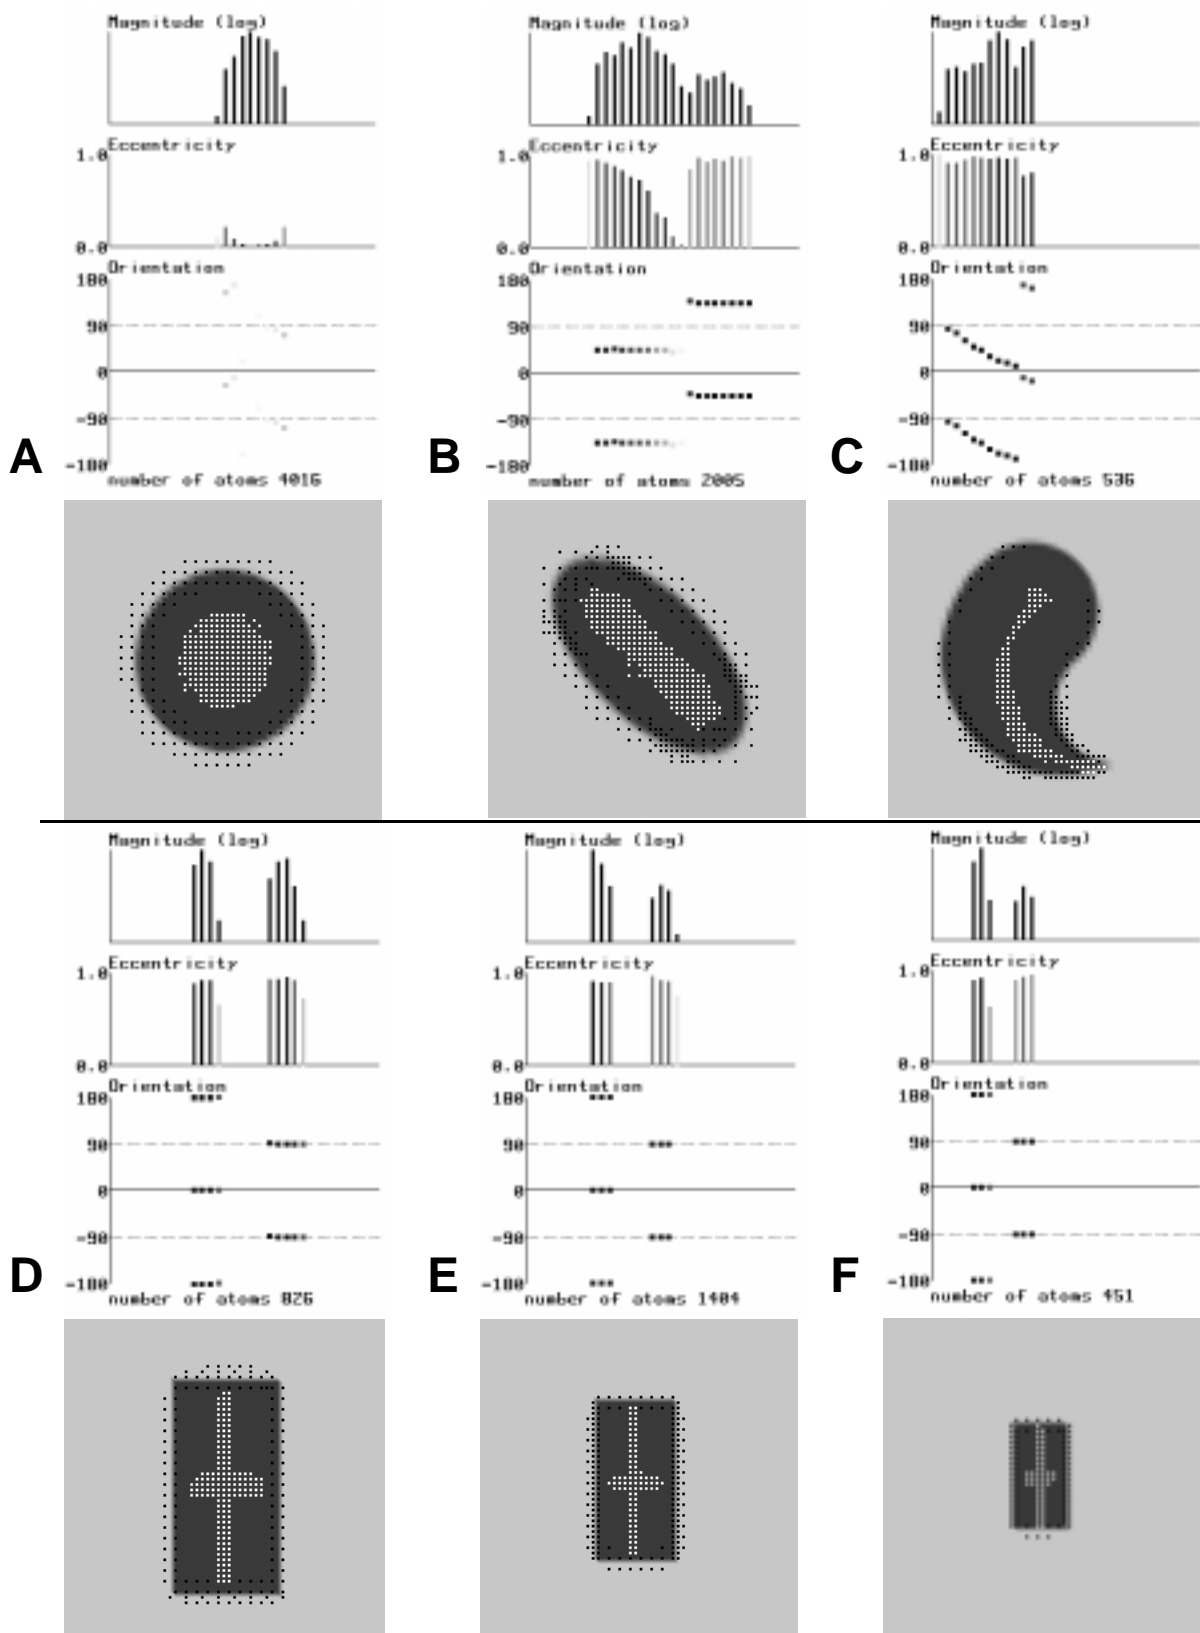 Magnitude (log)
Eccentricity
1.0
0.0
Orientation
180
90
0
-90
-180
A
number of atoms 4016
Magnitude (log)
Eccentricity
1.0
0.0
Orientation
180
90
0
-90
-180
B
number of atoms 2005
Magnitude (log)
Eccentricity
1.0
0.0
Orientation
180
90
0
-90
-180
C
number of atoms 536
Magnitude (log)
Eccentricity
1.0
0.0
Orientation
180
90
0
-90
-180
D
number of atoms 826
Magnitude (log)
Eccentricity
1.0
0.0
Orientation
180
90
0
-90
-180
E
number of atoms 1404
Magnitude (log)
Eccentricity
1.0
0.0
Orientation
180
90
0
-90
-180
F
number of atoms 451